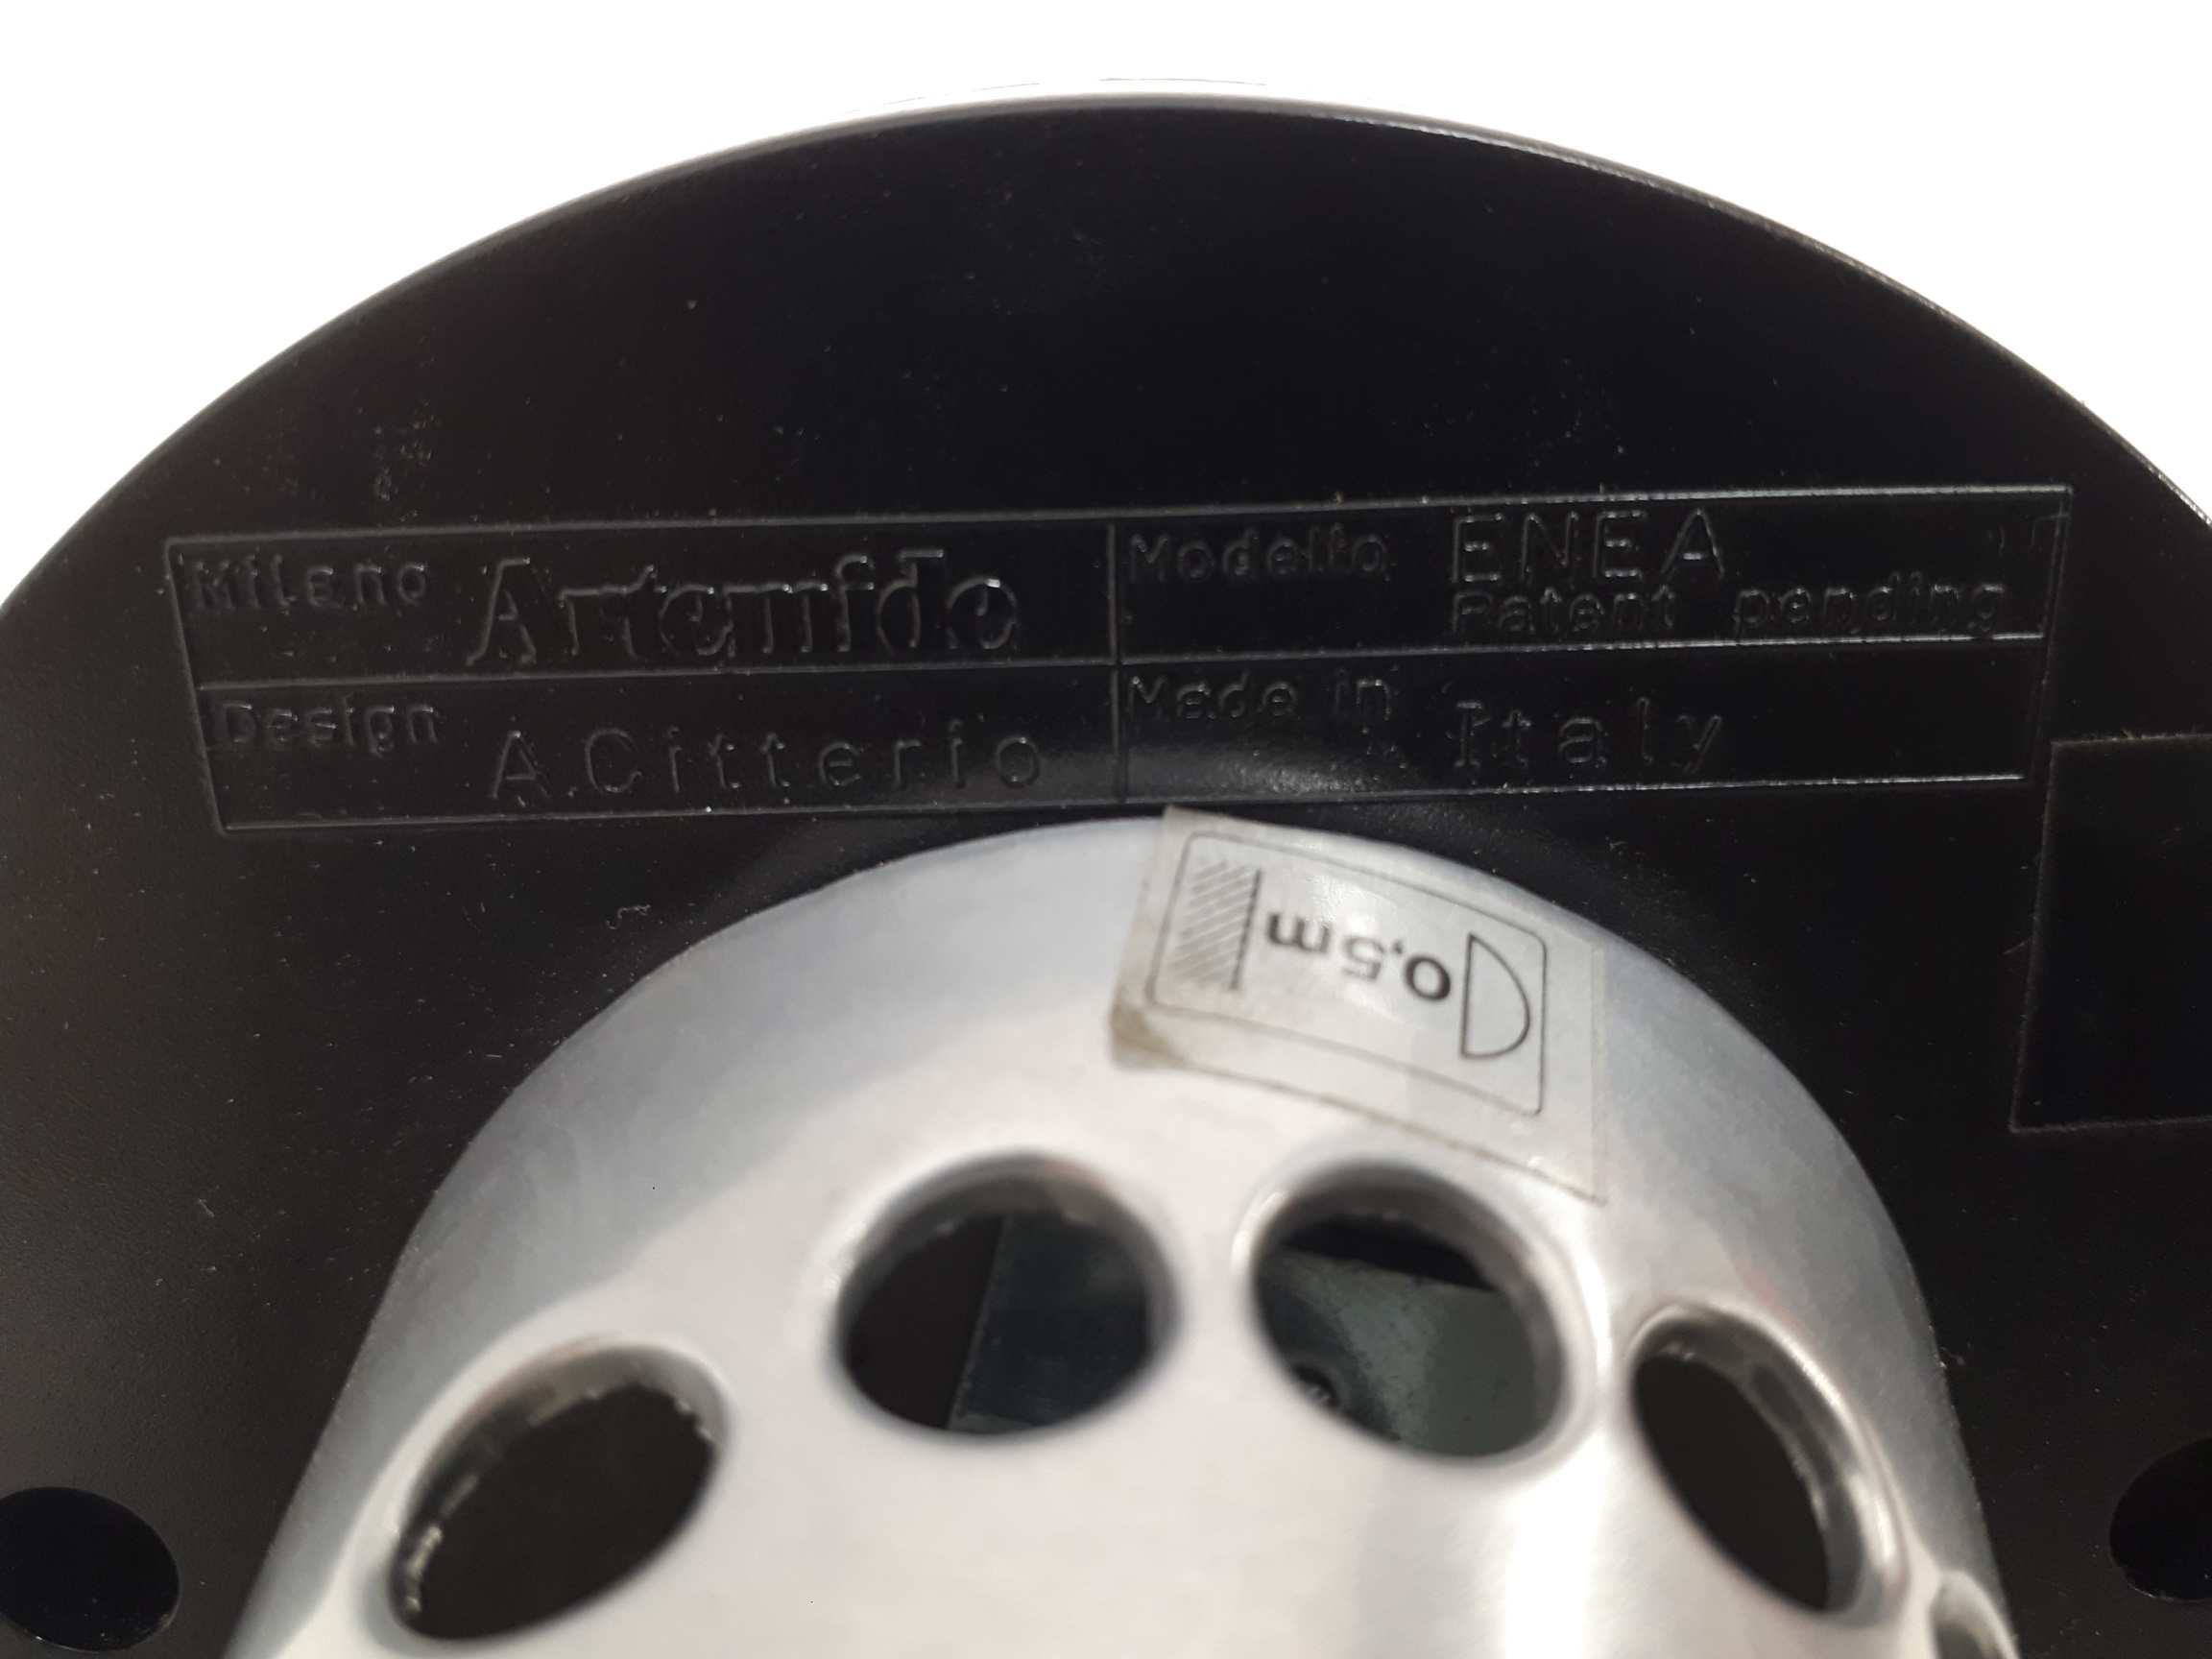 Milano Artemide
Modello ENEA
Patent pending
Design A.Citterio
Made in Italy
0,5m